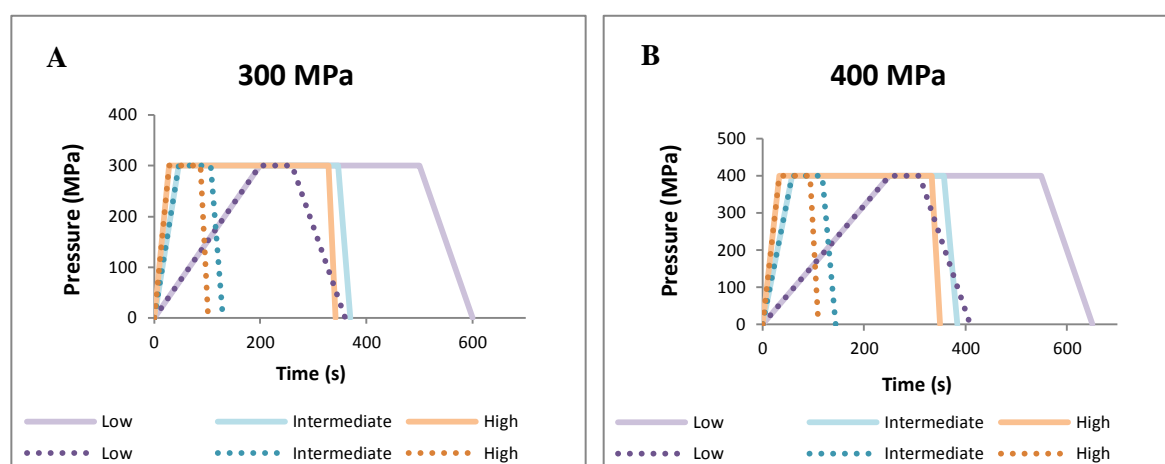 A
300 MPa
Pressure (MPa)
400
300
200
100
0
0 200 400 600
Time (s)
Low Intermediate High
Low Intermediate High
B
400 MPa
Pressure (MPa)
500
400
300
200
100
0
0 200 400 600
Time (s)
Low Intermediate High
Low Intermediate High